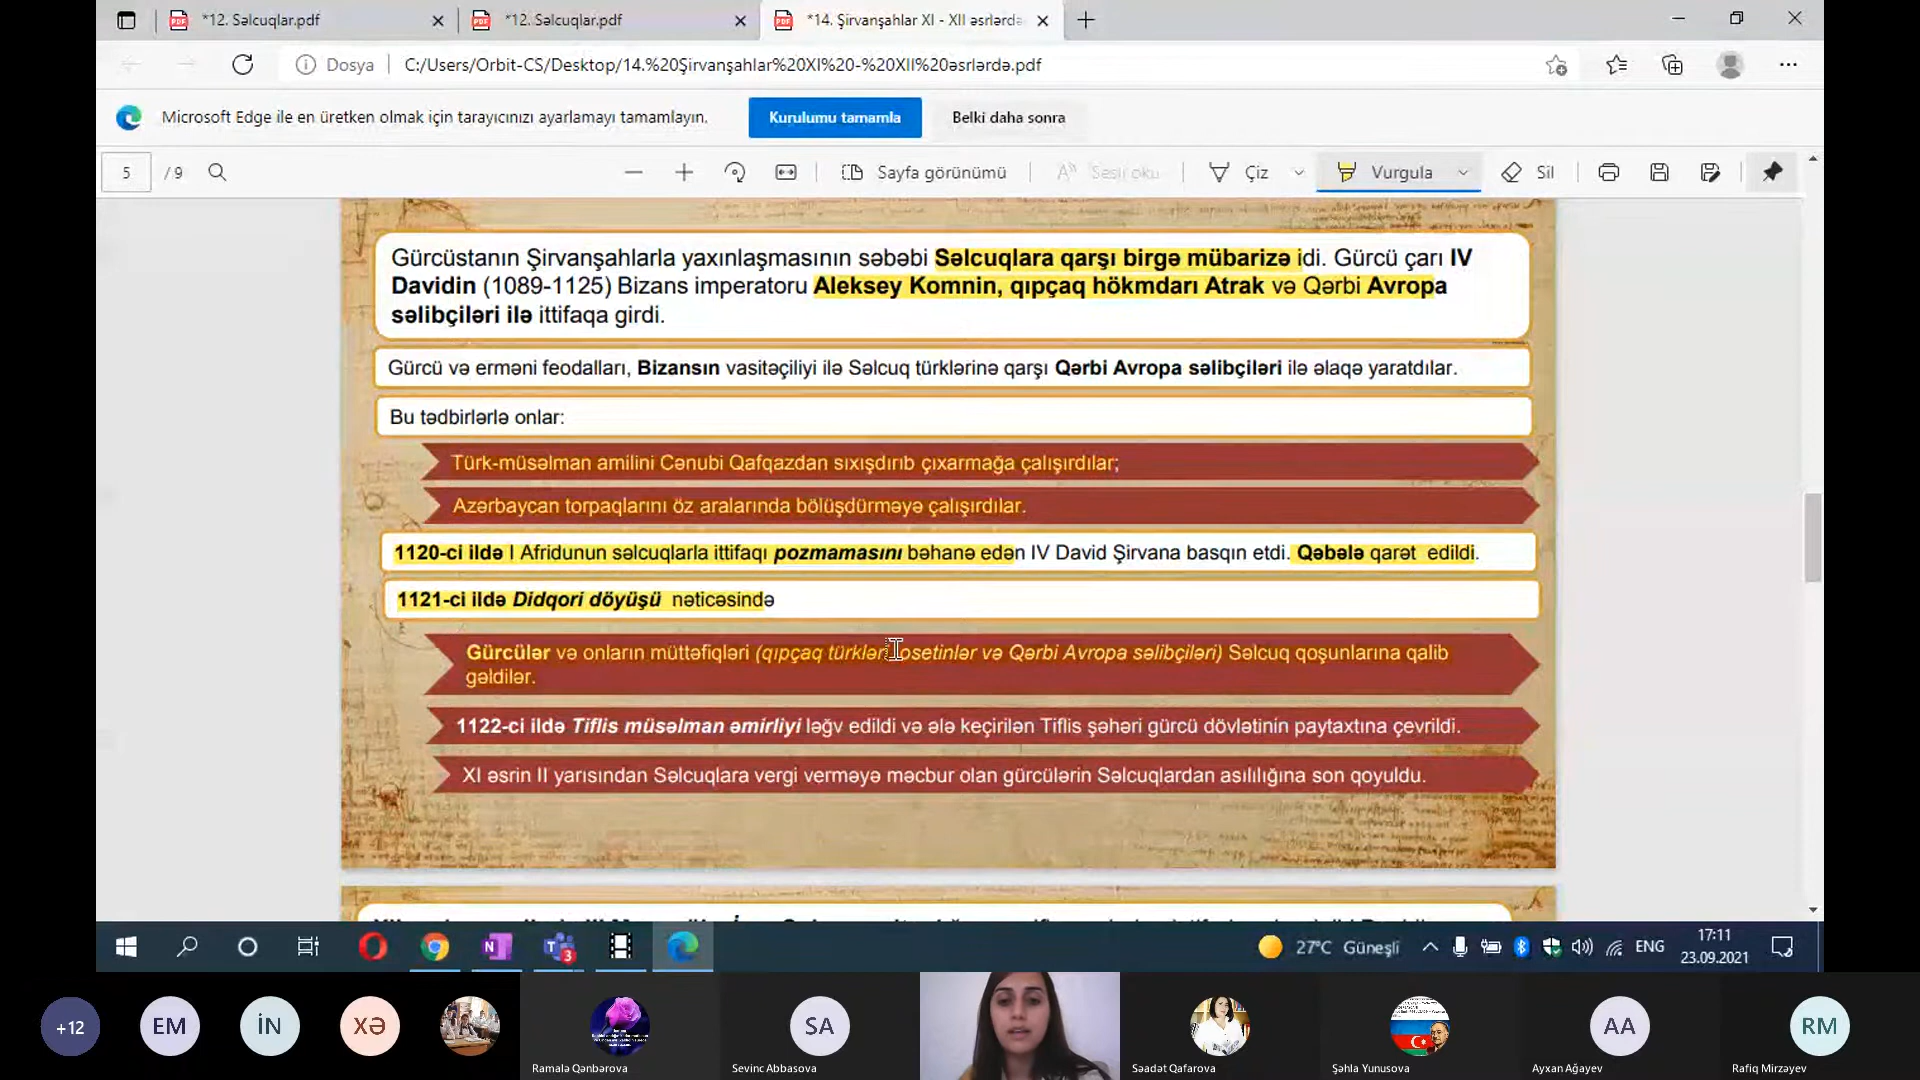 *12. Səlcuqlar.pdf
*12. Səlcuqlar.pdf
*14. Şirvanşahlar XI - XII əsrlərdə
Dosya
C:/Users/Orbit-CS/Desktop/14.%20Şirvanşahlar%20XI%20-%20XII%20əsrlərdə.pdf
Microsoft Edge ile en üretken olmak için tarayıcınızı ayarlamayı tamamlayın.
Kurulumu tamamla
Belki daha sonra
5 / 9
Sayfa görünümü
Sesli oku
Çiz
Vurgula
Sil
Gürcüstanın Şirvanşahlarla yaxınlaşmasının səbəbi Səlcuqlara qarşı birgə mübarizə idi. Gürcü çarı IV
Davidin (1089-1125) Bizans imperatoru Aleksey Komnin, qıpçaq hökmdarı Atrak və Qərbi Avropa
səlibçiləri ilə ittifaqa girdi.
Gürcü və erməni feodalları, Bizansın vasitəçiliyi ilə Səlcuq türklərinə qarşı Qərbi Avropa səlibçiləri ilə əlaqə yaratdılar.
Bu tədbirlərlə onlar:
Türk-müsəlman amilini Cənubi Qafqazdan sıxışdırıb çıxarmağa çalışırdılar;
Azərbaycan torpaqlarını öz aralarında bölüşdürməyə çalışırdılar.
1120-ci ildə I Afridunun səlcuqlarla ittifaqı pozmamasını bəhanə edən IV David Şirvana basqın etdi. Qəbələ qarət edildi.
1121-ci ildə Didqori döyüşü nəticəsində
Gürcülər və onların müttəfiqləri (qıpçaq türkləri osetinlər və Qərbi Avropa səlibçiləri) Səlcuq qoşunlarına qalib
gəldilər.
1122-ci ildə Tiflis müsəlman əmirliyi ləğv edildi və ələ keçirilən Tiflis şəhəri gürcü dövlətinin paytaxtına çevrildi.
XI əsrin II yarısından Səlcuqlara vergi verməyə məcbur olan gürcülərin Səlcuqlardan asılılığına son qoyuldu.
3
27°C Güneşli
ENG
17:11
23.09.2021
+12
EM
İN
XƏ
SA
AA
RM
Ramalə Qənbərova
Sevinc Abbasova
Səadət Qafarova
Şəhla Yunusova
Ayxan Ağayev
Rafiq Mirzəyev